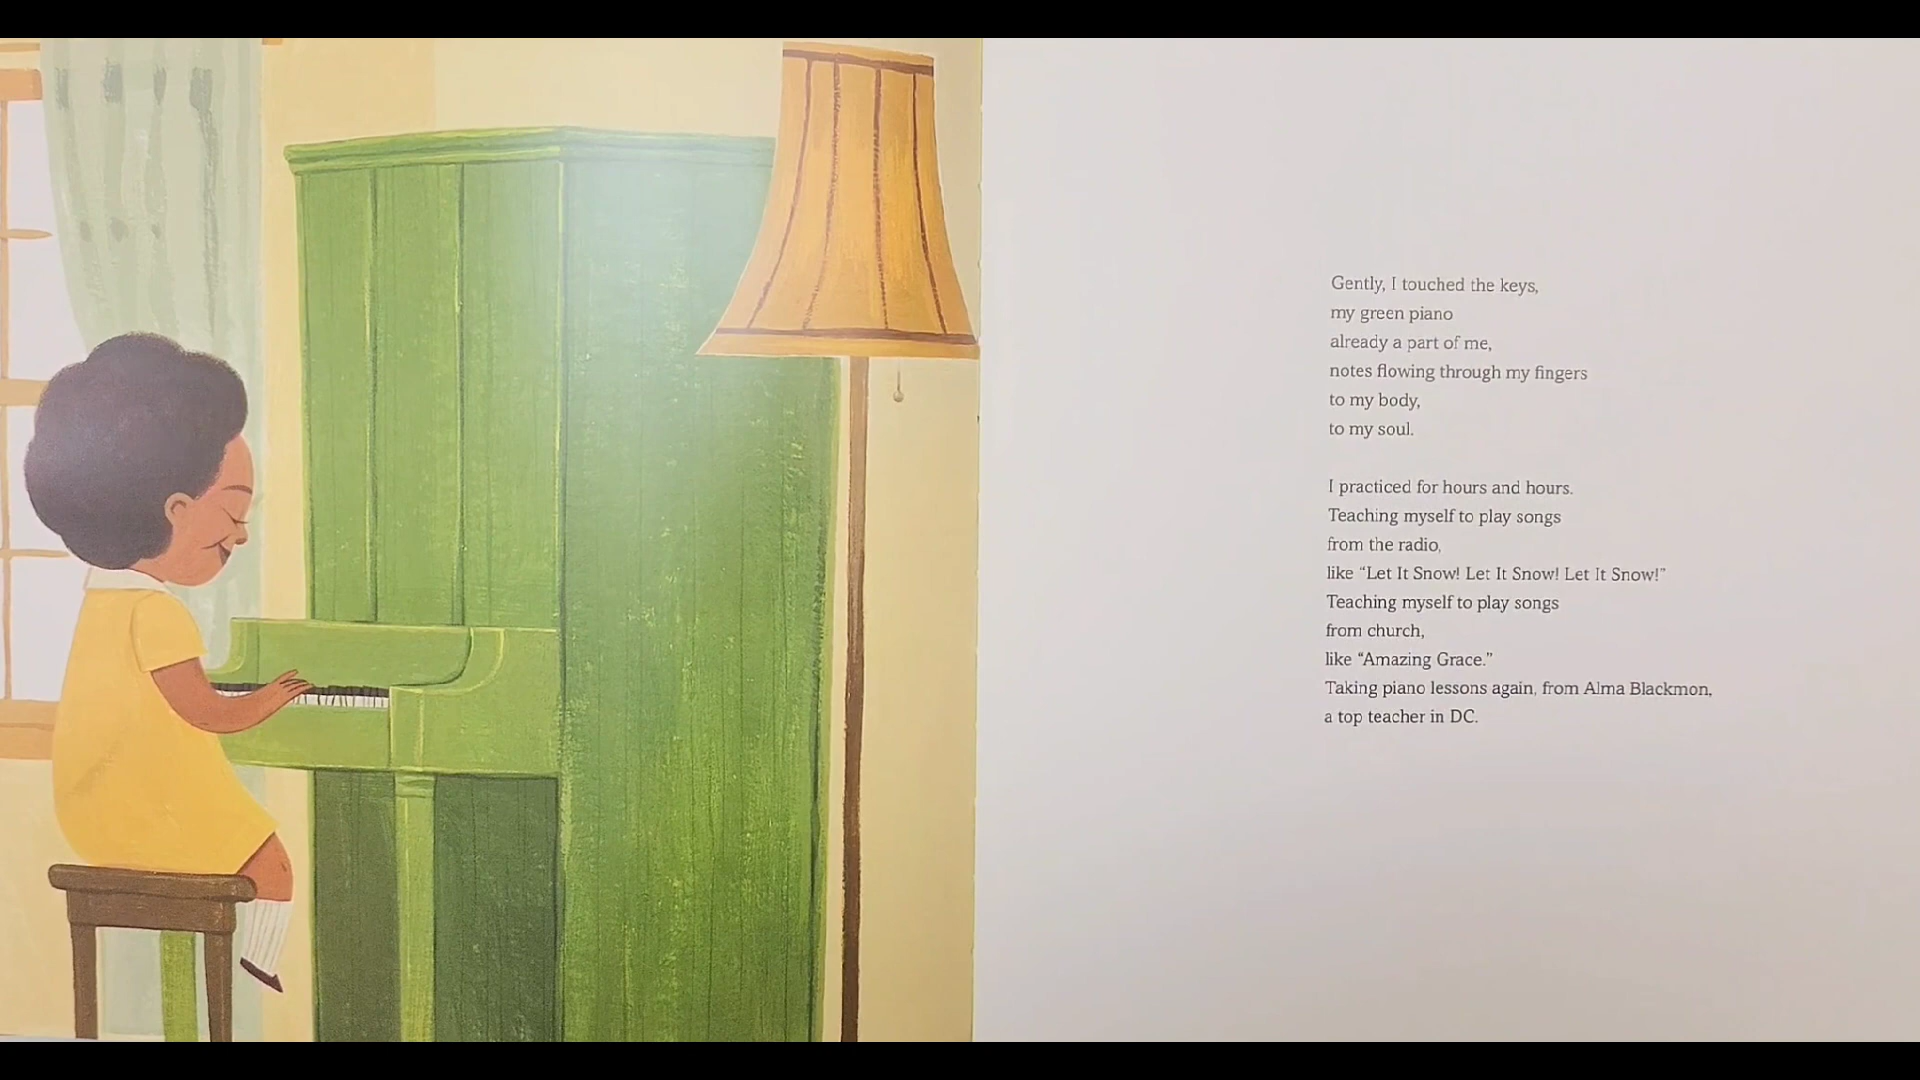 Gently, I touched the keys,
my green piano
already a part of me,
notes flowing through my fingers
to my body,
to my soul.
I practiced for hours and hours.
Teaching myself to play songs
from the radio,
like “Let It Snow! Let It Snow! Let It Snow!”
Teaching myself to play songs
from church,
like “Amazing Grace.”
Taking piano lessons again, from Alma Blackmon,
a top teacher in DC.